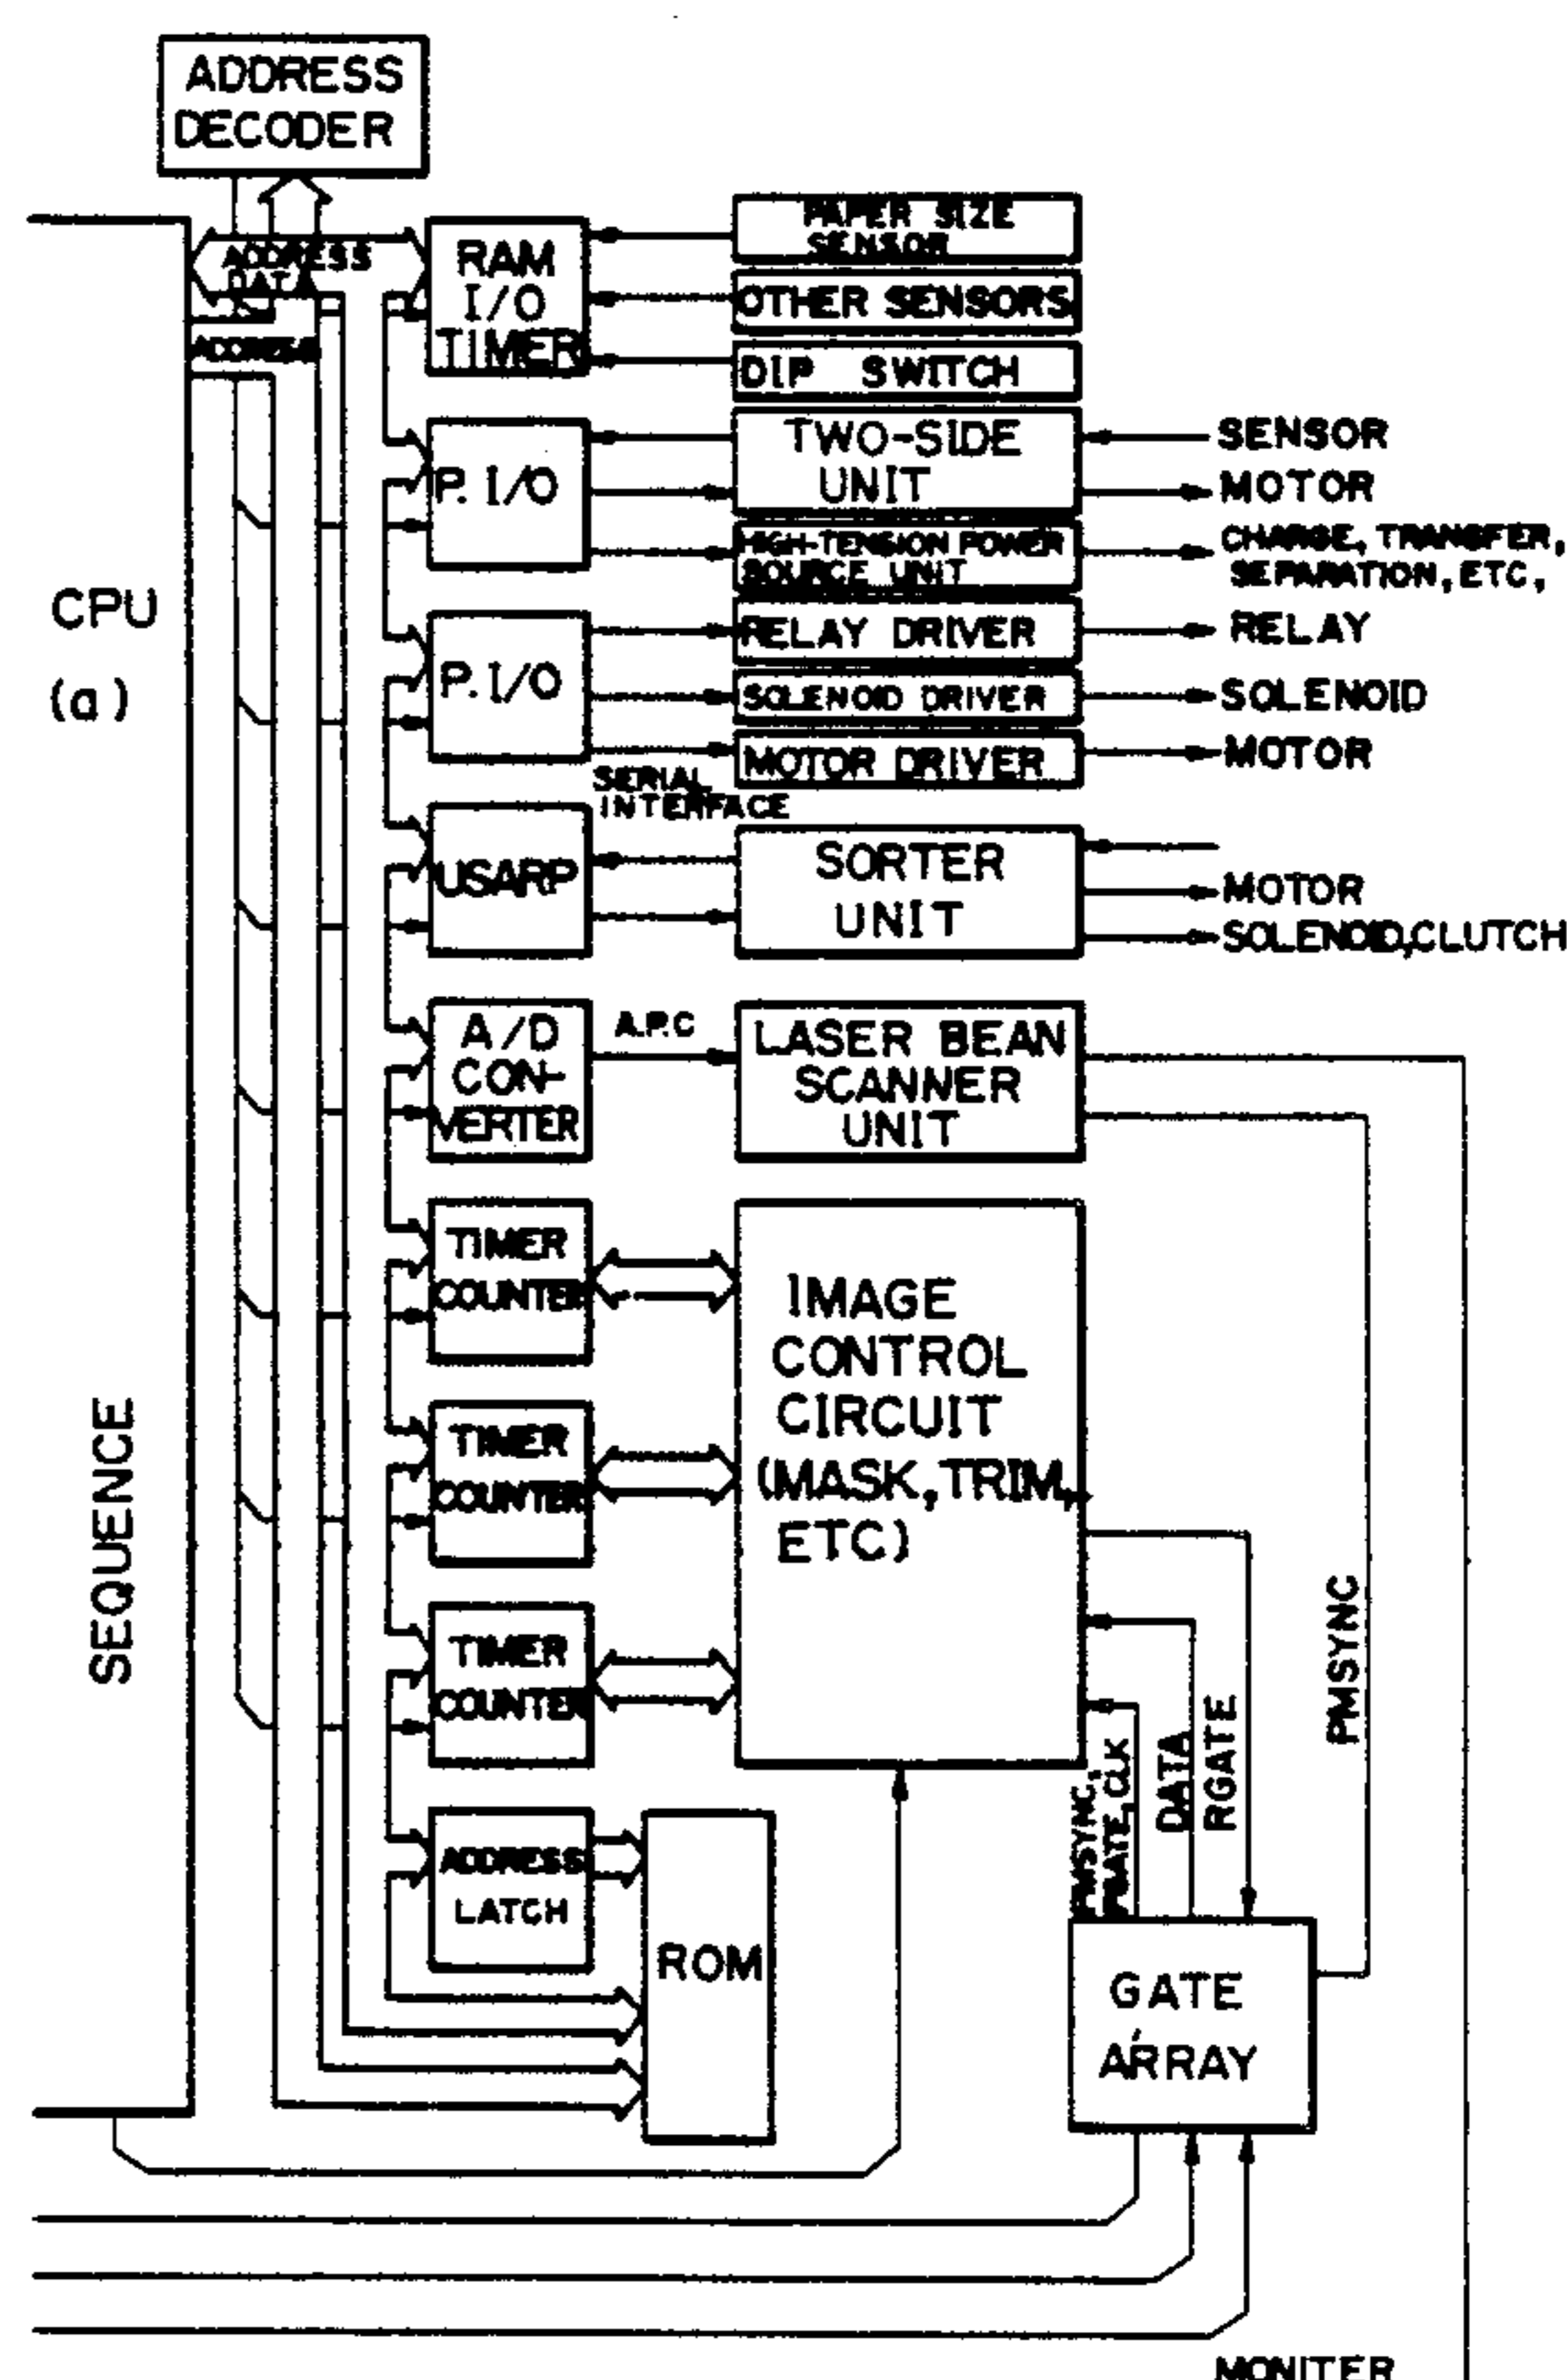 ADDRESS
DECODER
ADDRESS
DATA
ADDRESS
CPU
(a)
SEQUENCE
RAM
I/O
TIMER
PAPER SIZE
SENSOR
OTHER SENSORS
DIP SWITCH
P. I/O
TWO-SIDE
UNIT
SENSOR
MOTOR
HIGH-TENSION POWER
SOURCE UNIT
CHARGE, TRANSFER,
SEPARATION, ETC,
P. I/O
RELAY DRIVER
RELAY
SOLENOID DRIVER
SOLENOID
MOTOR DRIVER
MOTOR
SERIAL
INTERFACE
USARP
SORTER
UNIT
MOTOR
SOLENOID,CLUTCH
A/D
CON-
VERTER
A.P.C
LASER BEAN
SCANNER
UNIT
TIMER
COUNTER
TIMER
COUNTER
TIMER
COUNTER
IMAGE
CONTROL
CIRCUIT
(MASK, TRIM,
ETC)
PMSYNC
PMSYNC,
CLK
DATA
RGATE
ADDRESS
LATCH
ROM
GATE
ARRAY
MONITER